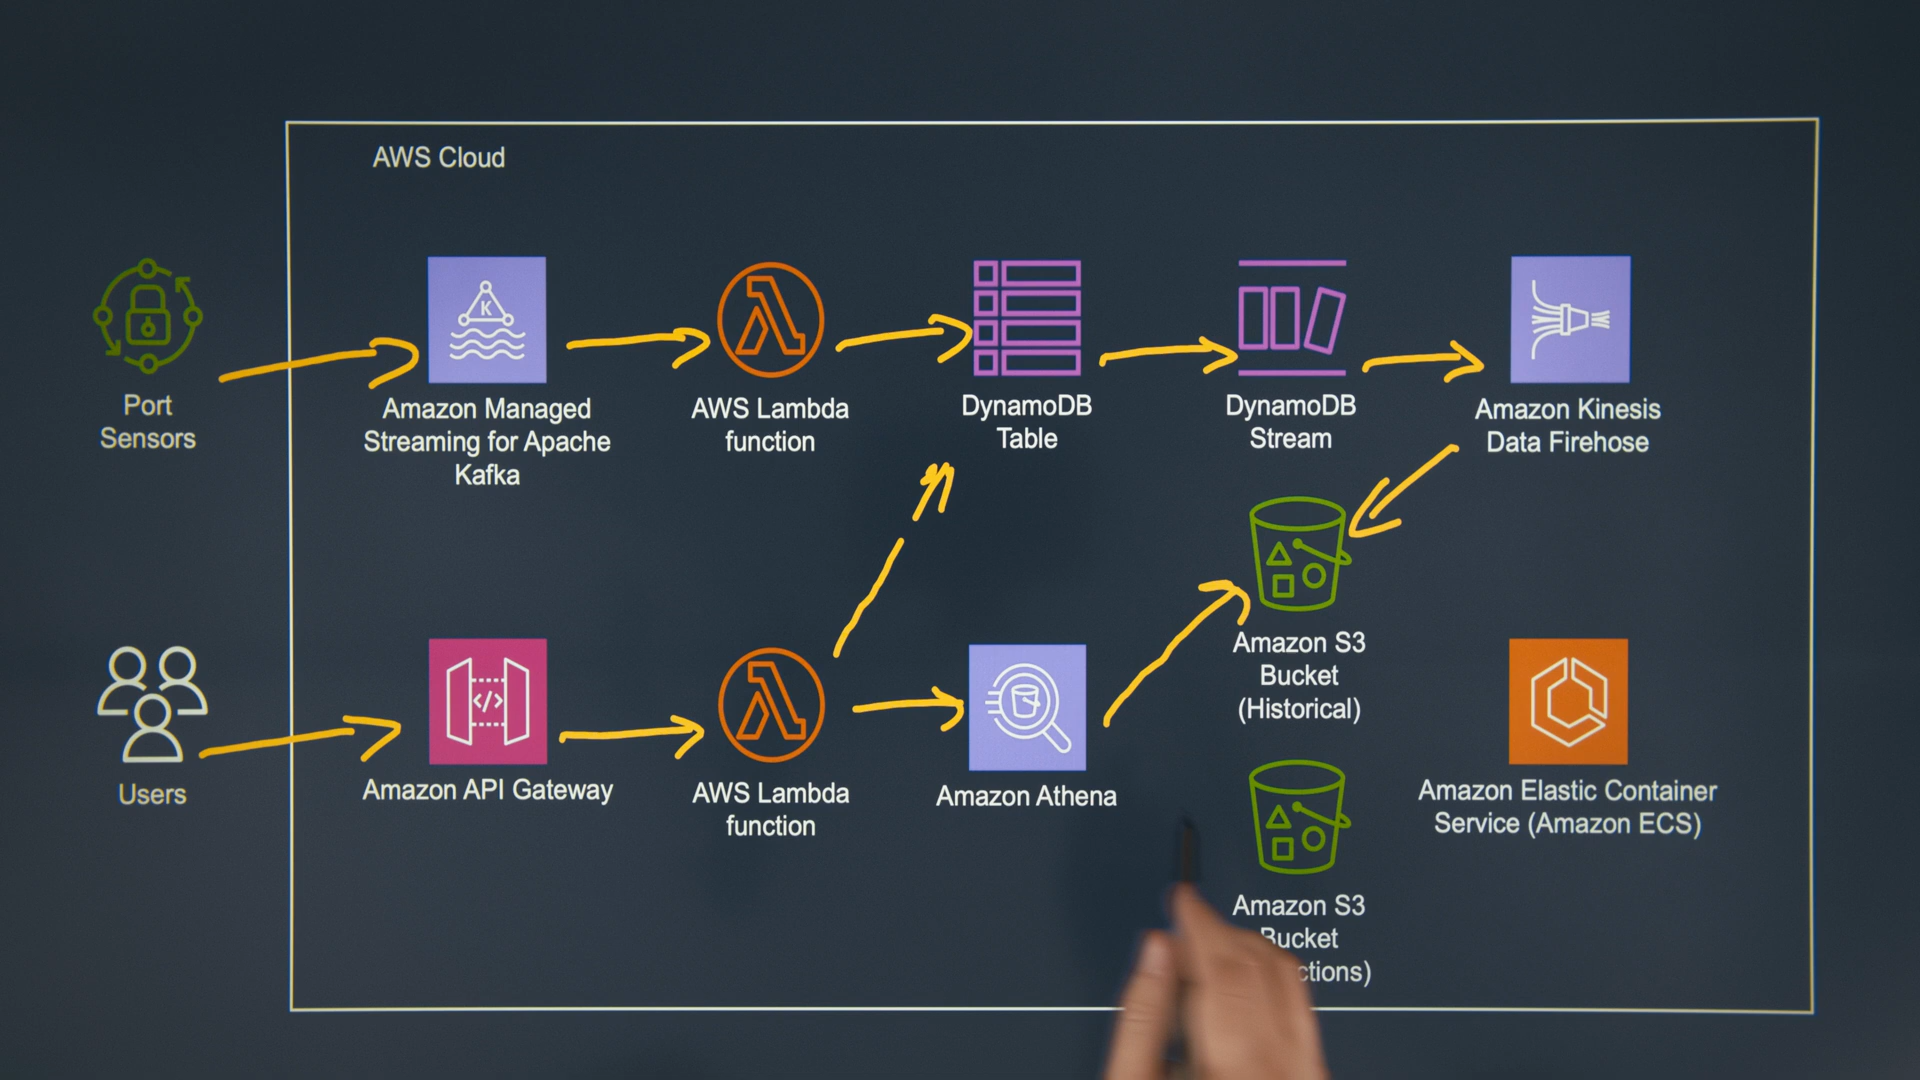 AWS Cloud
K
Port
Sensors
Amazon Managed
Streaming for Apache
Kafka
AWS Lambda
function
DynamoDB
Table
DynamoDB
Stream
Amazon Kinesis
Data Firehose
Amazon S3
Bucket
(Historical)
Users
</>
Amazon API Gateway
AWS Lambda
function
Amazon Athena
Amazon Elastic Container
Service (Amazon ECS)
Amazon S3
Bucket